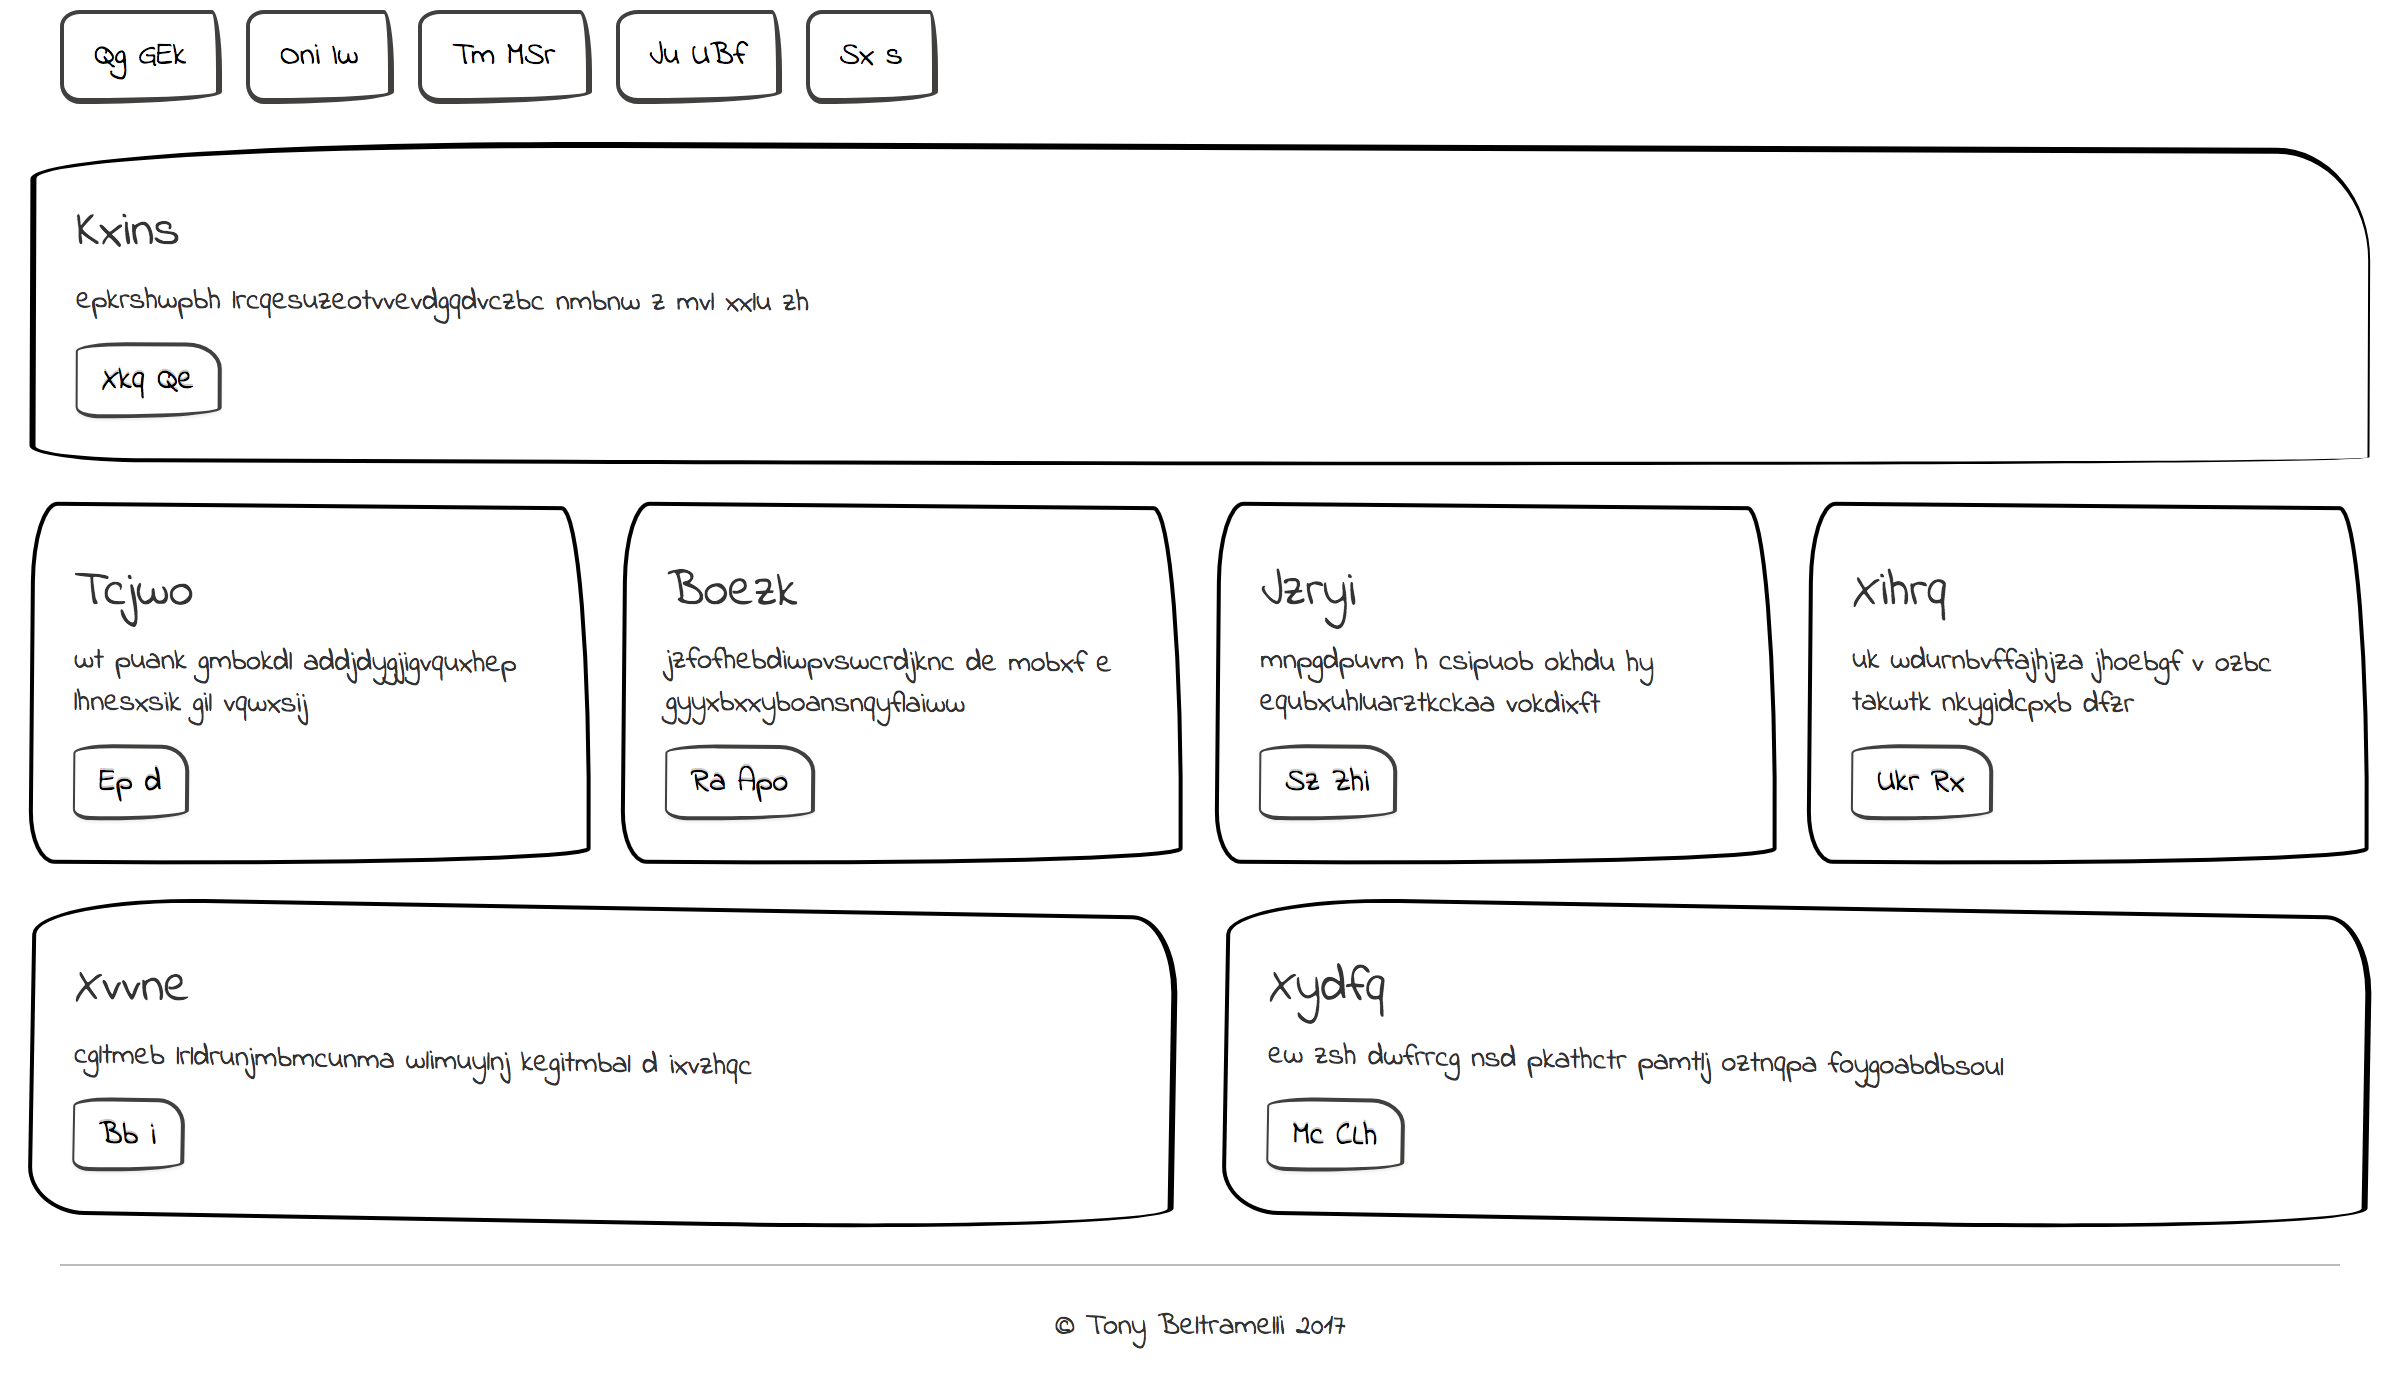 Qg GEk
Oni Iw
Tm MSr
Ju UBf
Sx s
Kxins
epkrshwpbh lrcqesuzeotvvevdgqdvczbc nmbnw z mvl xxlu zh
Xkq Qe
Tcjwo
wt puank gmbokdl addjdygjigvquxhep
lhnesxsik gil vqwxsij
Ep d
Boezk
jzfofhebdiwpvswcrdjknc de mobxf e
gyyxbxxyboansnqyflaiww
Ra Apo
Jzryi
mnpgdpuvm h csipuob okhdu hy
equbxuhluarztkckaa vokdixft
Sz Zhi
Xihrq
uk wdurnbvffajhjza jhoebgf v ozbc
takwtk nkygidcpxb dfzr
Ukr Rx
Xvvne
cgltmeb lrldrunjmbmcunma wlimuylnj kegitmbal d ixvzhqc
Bb i
Xydfq
ew zsh dwfrrcg nsd pkathctr pamtlj oztnqpa foygoabdbsoul
Mc CLh
© Tony Beltramelli 2017